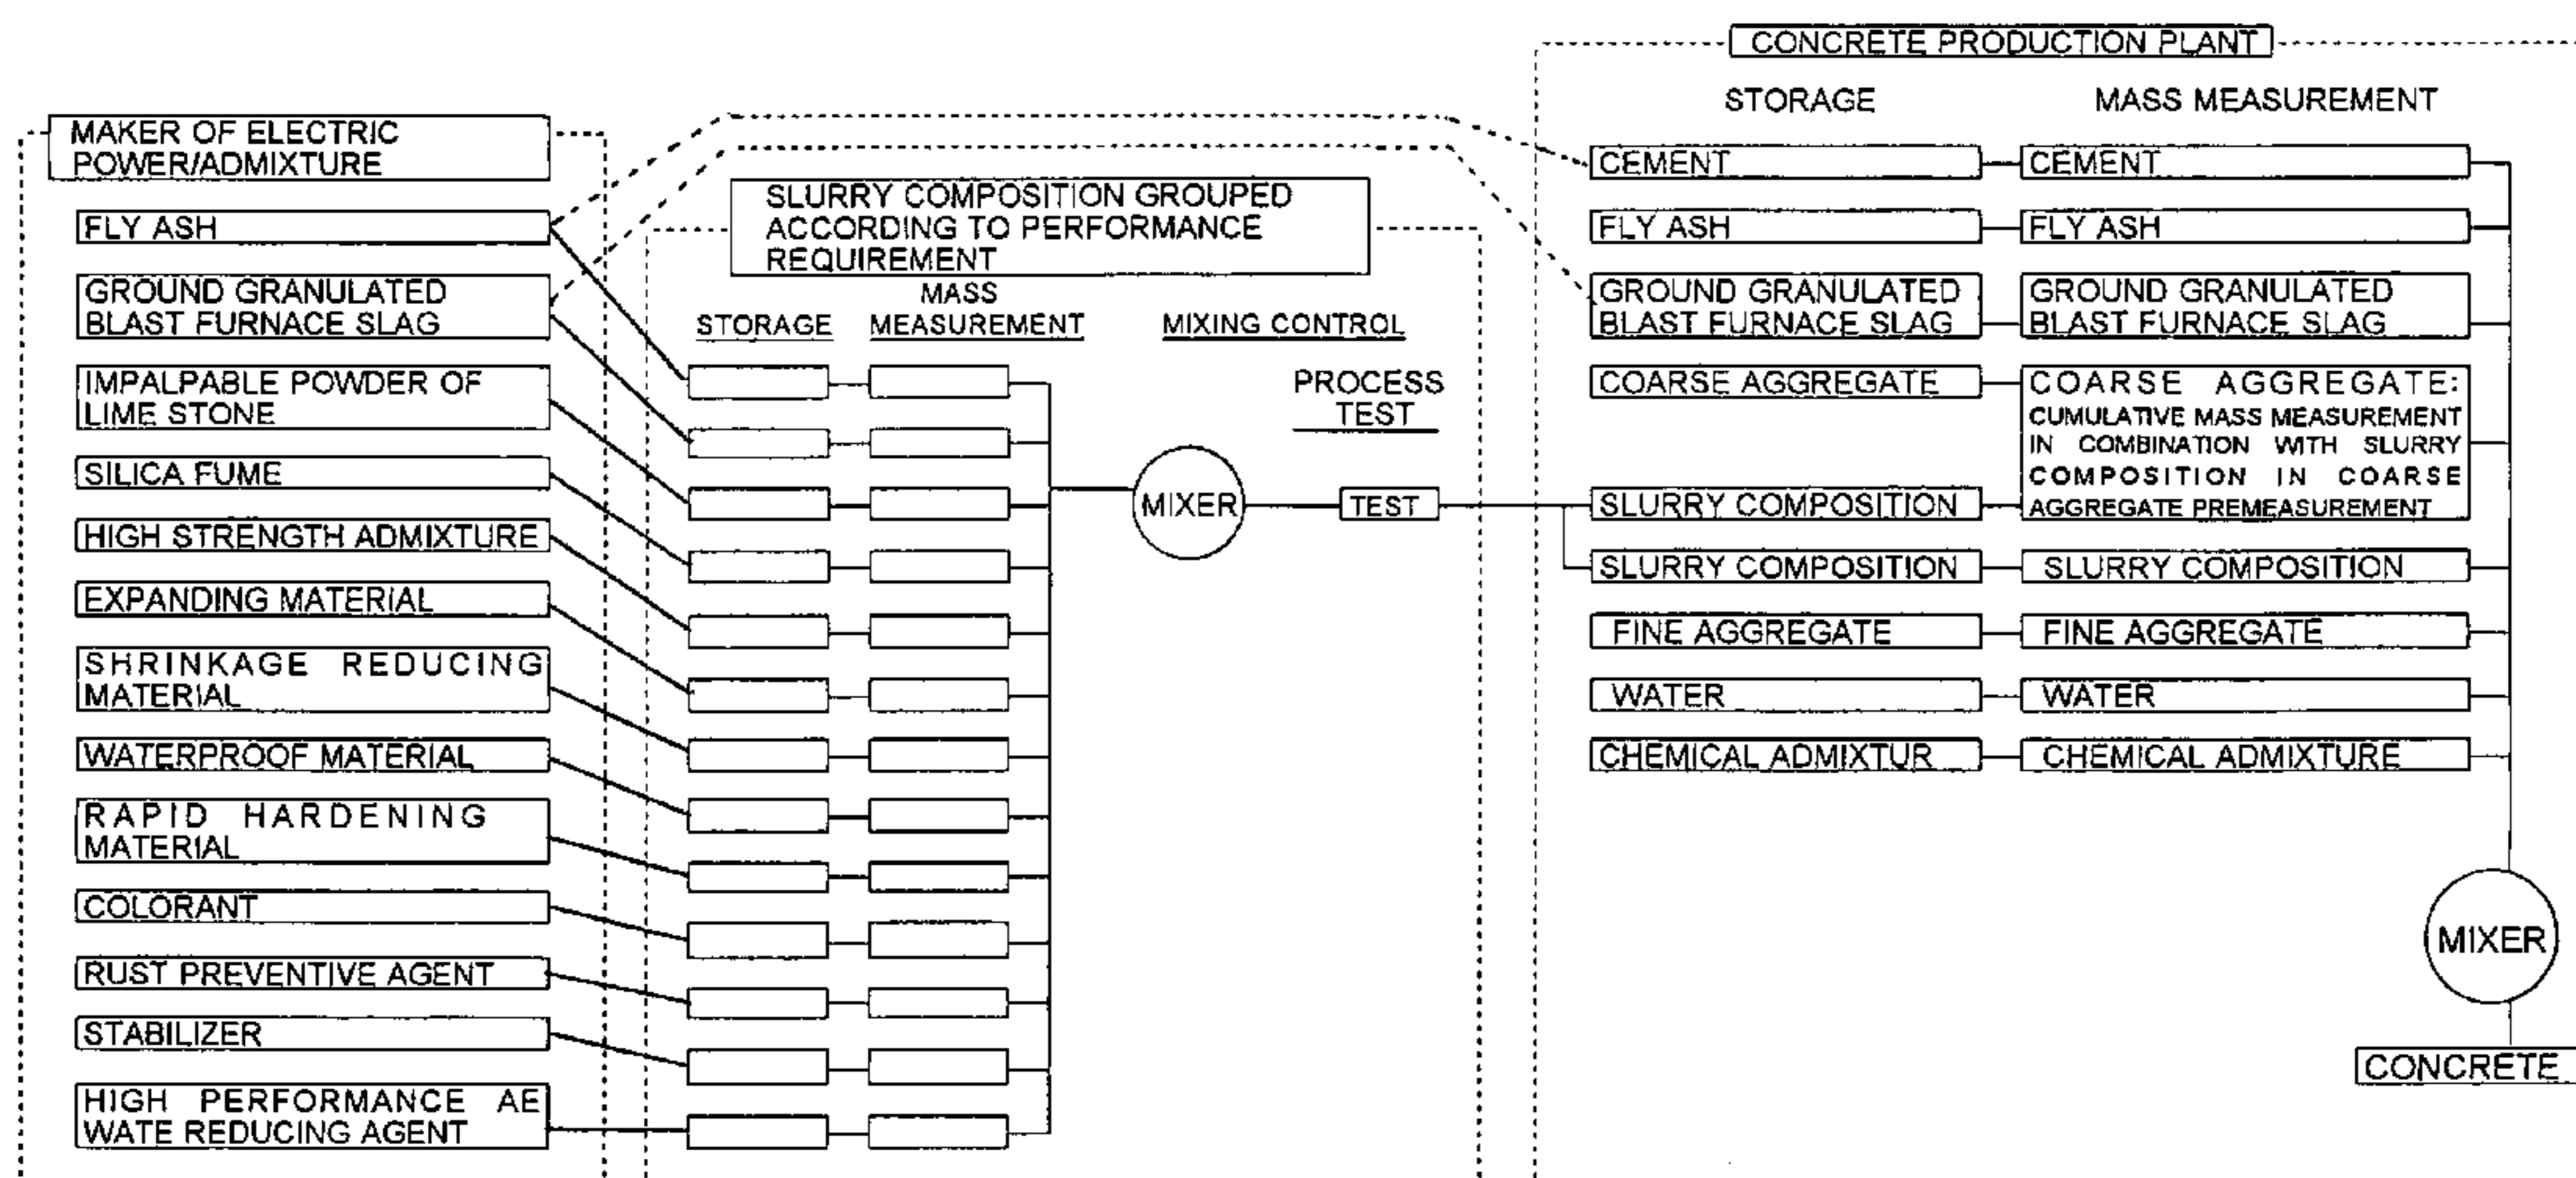 CONCRETE PRODUCTION PLANT
STORAGE
MASS MEASUREMENT
MAKER OF ELECTRIC
POWER/ADMIXTURE
FLY ASH
GROUND GRANULATED
BLAST FURNACE SLAG
IMPALPABLE POWDER OF
LIME STONE
SILICA FUME
HIGH STRENGTH ADMIXTURE
EXPANDING MATERIAL
SHRINKAGE REDUCING
MATERIAL
WATERPROOF MATERIAL
RAPID HARDENING
MATERIAL
COLORANT
RUST PREVENTIVE AGENT
STABILIZER
HIGH PERFORMANCE AE
WATE REDUCING AGENT
SLURRY COMPOSITION GROUPED
ACCORDING TO PERFORMANCE
REQUIREMENT
STORAGE
MASS
MEASUREMENT
MIXING CONTROL
PROCESS
TEST
MIXER
TEST
CEMENT
CEMENT
FLY ASH
FLY ASH
GROUND GRANULATED
BLAST FURNACE SLAG
GROUND GRANULATED
BLAST FURNACE SLAG
COARSE AGGREGATE
COARSE AGGREGATE:
CUMULATIVE MASS MEASUREMENT
IN COMBINATION WITH SLURRY
COMPOSITION IN COARSE
AGGREGATE PREMEASUREMENT
SLURRY COMPOSITION
SLURRY COMPOSITION
SLURRY COMPOSITION
FINE AGGREGATE
FINE AGGREGATE
WATER
WATER
CHEMICAL ADMIXTUR
CHEMICAL ADMIXTURE
MIXER
CONCRETE